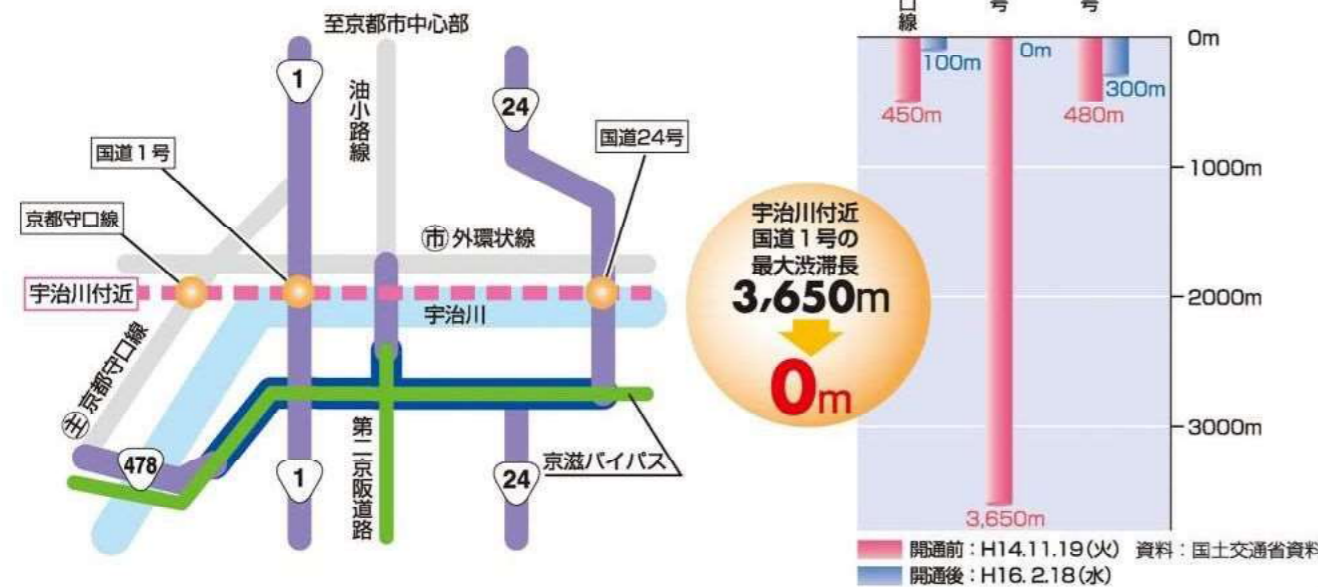 至京都市中心部
1
油小路線
24
国道1号
国道24号
京都守口線
市 外環状線
宇治川付近
宇治川
主 京都守口線
478
1
第二京阪道路
24
京滋バイパス
宇治川付近
国道1号の
最大渋滞長
3,650m
0m
口線
号
号
0m
100m
0m
300m
450m
480m
1000m
2000m
3000m
3,650m
開通前:H14.11.19(火) 資料:国土交通省資料
開通後:H16. 2.18(水)